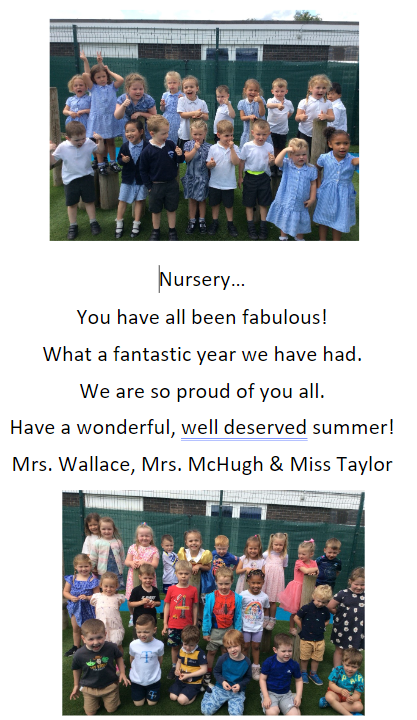 Nursery...
You have all been fabulous!
What a fantastic year we have had.
We are so proud of you all.
Have a wonderful, well deserved summer!
Mrs. Wallace, Mrs. McHugh & Miss Taylor